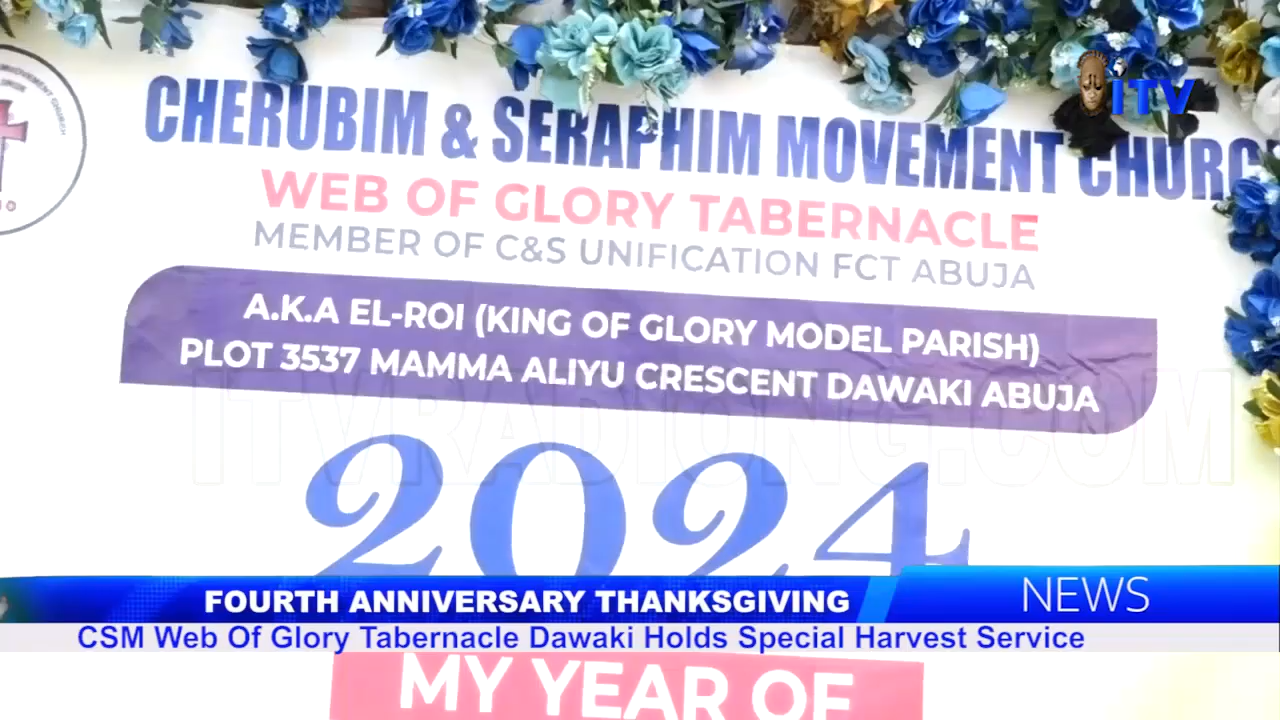 iTV
CHERUBIM & SERAPHIM MOVEMENT CHURC
WEB OF GLORY TABERNACLE
MEMBER OF C&S UNIFICATION FCT ABUJA
A.K.A EL-ROI (KING OF GLORY MODEL PARISH)
PLOT 3537 MAMMA ALIYU CRESCENT DAWAKI ABUJA
ITVRADIONG.COM
2024
FOURTH ANNIVERSARY THANKSGIVING
NEWS
CSM Web Of Glory Tabernacle Dawaki Holds Special Harvest Service
MY YEAR OF